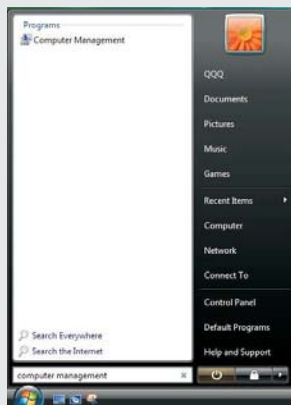 Programs
Computer Management
Search Everywhere
Search the Internet
computer management
QQQ
Documents
Pictures
Music
Games
Recent Items
Computer
Network
Connect To
Control Panel
Default Programs
Help and Support